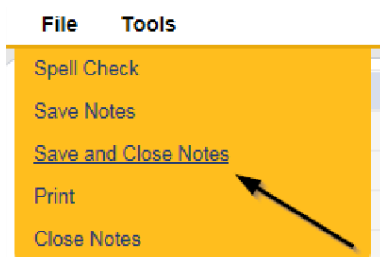 File Tools
Spell Check
Save Notes
Save and Close Notes
Print
Close Notes